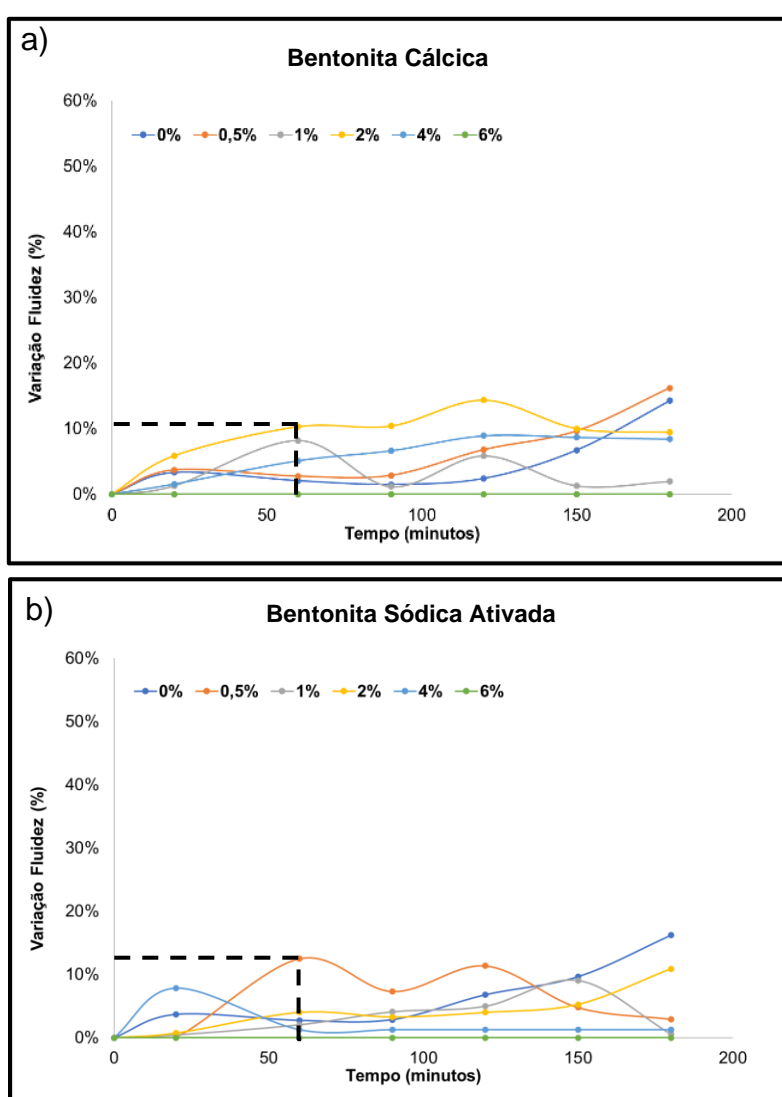 a)
Bentonita Cálcica
60%
0% 0,5% 1% 2% 4% 6%
50%
40%
Variação Fluidez (%)
30%
20%
10%
0%
0 50 100 150 200
Tempo (minutos)
b)
Bentonita Sódica Ativada
60%
0% 0,5% 1% 2% 4% 6%
50%
40%
Variação Fluidez (%)
30%
20%
10%
0%
0 50 100 150 200
Tempo (minutos)